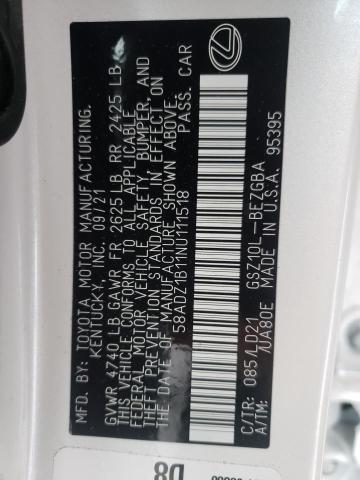 MFD. BY: TOYOTA MOTOR MANUFACTURING.
KENTUCKY, INC. 09/21
GVWR 4740 LB GAWR FR 2625 LB RR 2425 LB
THIS VEHICLE CONFORMS TO ALL APPLICABLE
FEDERAL MOTOR VEHICLE SAFETY, BUMPER, AND
THEFT PREVENTION STANDARDS IN EFFECT ON
THE DATE OF MANUFACTURE SHOWN ABOVE.
58ADZ1B11NU111518 PASS. CAR
C/TR: 085/LD21 GSZ10L-BEZGBA
A/TM: /UA80E MADE IN U.S.A. 95395
D8